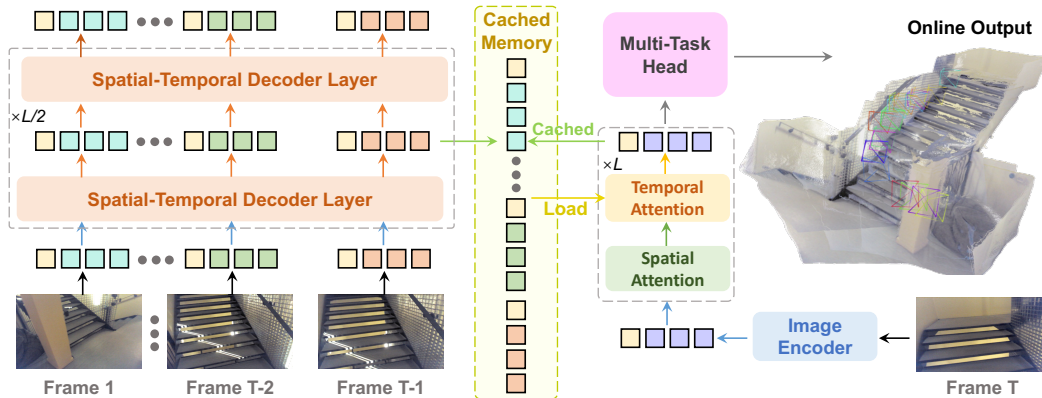 Spatial-Temporal Decoder Layer
×L/2
Spatial-Temporal Decoder Layer
Frame 1
Frame T-2
Frame T-1
Cached
Memory
Cached
Load
Multi-Task
Head
×L
Temporal
Attention
Spatial
Attention
Image
Encoder
Online Output
Frame T